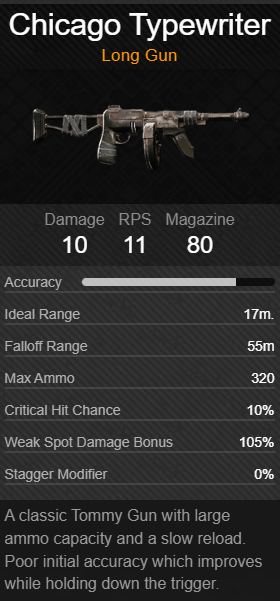 Chicago Typewriter
Long Gun
Damage RPS Magazine
10 11 80
Accuracy
Ideal Range 17m.
Falloff Range 55m
Max Ammo 320
Critical Hit Chance 10%
Weak Spot Damage Bonus 105%
Stagger Modifier 0%
A classic Tommy Gun with large
ammo capacity and a slow reload.
Poor initial accuracy which improves
while holding down the trigger.